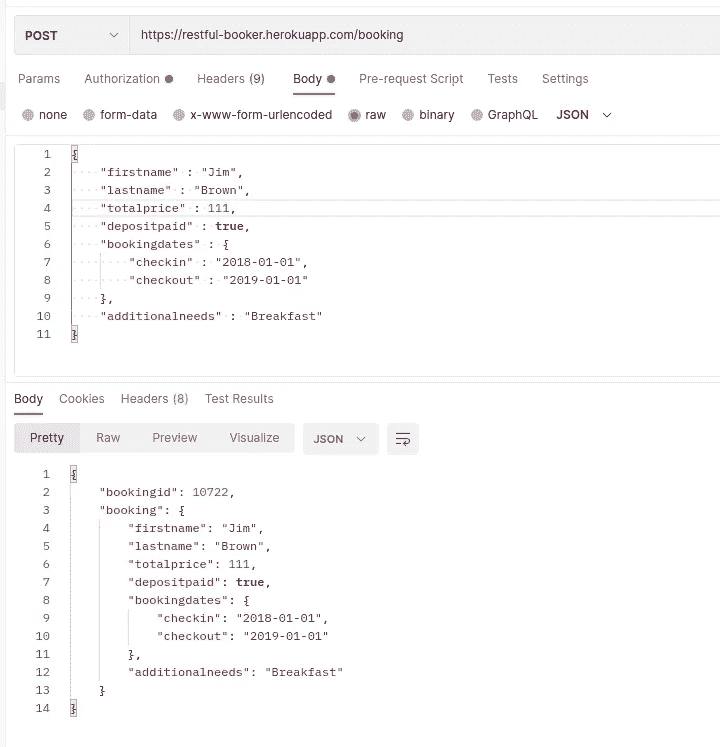 POST https://restful-booker.herokuapp.com/booking
Params Authorization Headers (9) Body Pre-request Script Tests Settings
none form-data x-www-form-urlencoded raw binary GraphQL JSON
1 {
2 "firstname" : "Jim",
3 "lastname" : "Brown",
4 "totalprice" : 111,
5 "depositpaid" : true,
6 "bookingdates" : {
7 "checkin" : "2018-01-01",
8 "checkout" : "2019-01-01"
9 },
10 "additionalneeds" : "Breakfast"
11 }
Body Cookies Headers (8) Test Results
Pretty Raw Preview Visualize JSON
1 {
2 "bookingid": 10722,
3 "booking": {
4 "firstname": "Jim",
5 "lastname": "Brown",
6 "totalprice": 111,
7 "depositpaid": true,
8 "bookingdates": {
9 "checkin": "2018-01-01",
10 "checkout": "2019-01-01"
11 },
12 "additionalneeds": "Breakfast"
13 }
14 }